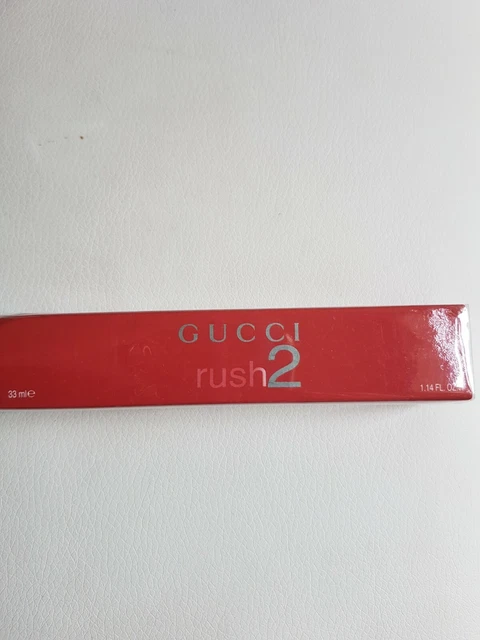 GUCCI
rush2
33 ml℮
1.14 FL. OZ